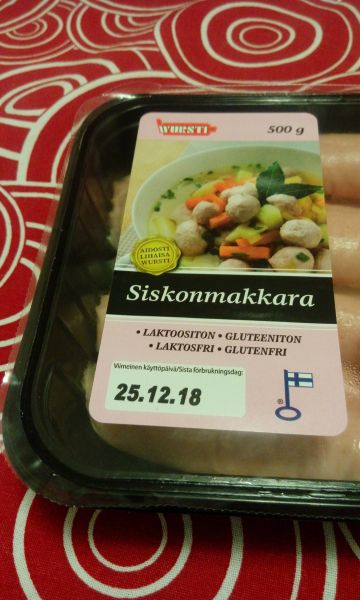 WURSTI
500 g
AIDOSTI
LIHAISA
WURSTI
Siskonmakkara
• LAKTOOSITON • GLUTEENITON
• LAKTOSFRI • GLUTENFRI
Viimeinen käyttöpäivä/Sista förbrukningsdag:
25.12.18
®